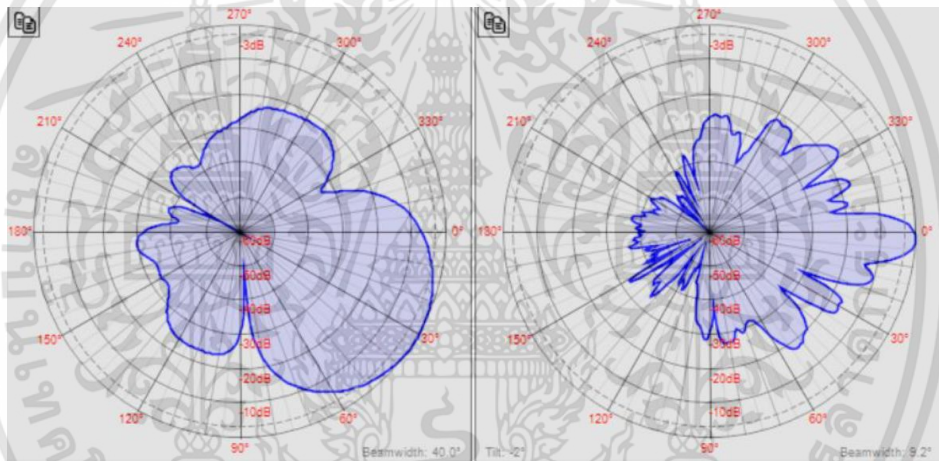 270°
240° -3dB 300°
210° 330°
180° 0°
-50dB
-40dB
150° -30dB 30°
-20dB
120° -10dB 60°
90°
Beamwidth: 40.0°
270°
240° -3dB 300°
210° 330°
180° 0°
-50dB
-40dB
150° -30dB 30°
-20dB
120° -10dB 60°
90°
Tilt: -2° Beamwidth: 9.2°